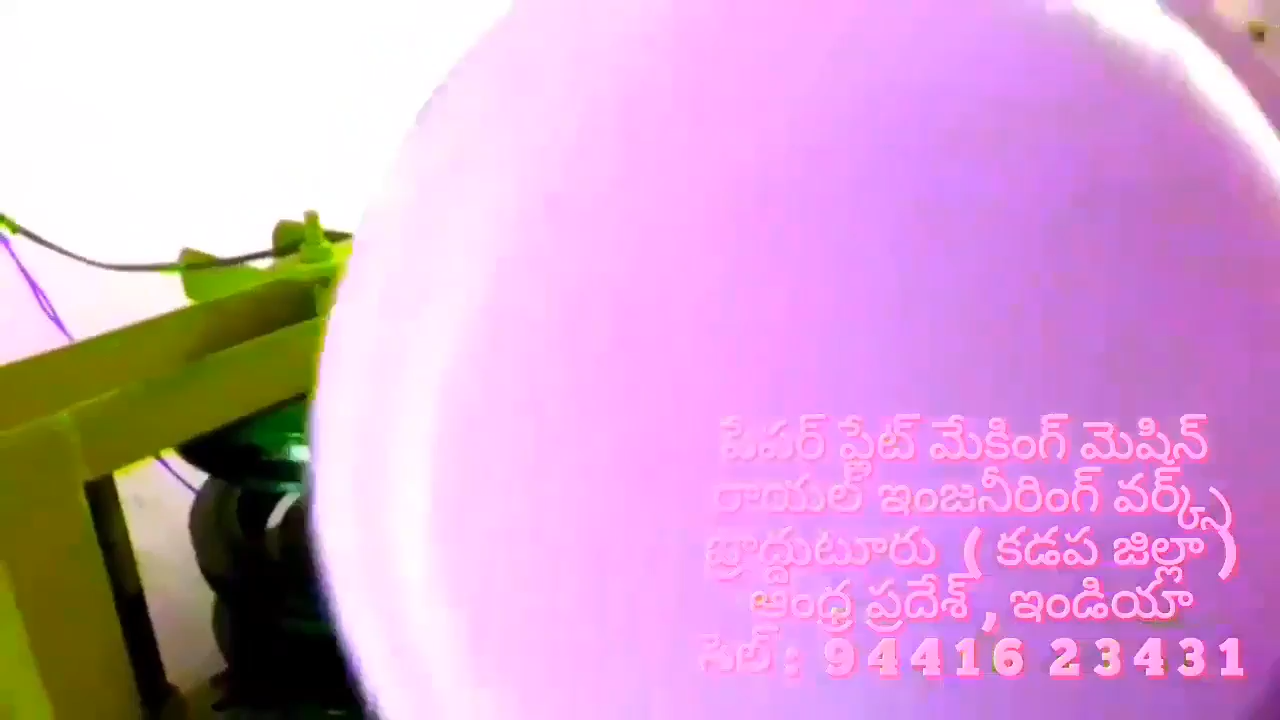 పేపర్ ప్లేట్ మేకింగ్ మెషిన్
రాయల్ ఇంజనీరింగ్ వర్క్స్
ప్రొద్దుటూరు ( కడప జిల్లా )
ఆంధ్ర ప్రదేశ్ , ఇండియా
సెల్ : 94416 23431